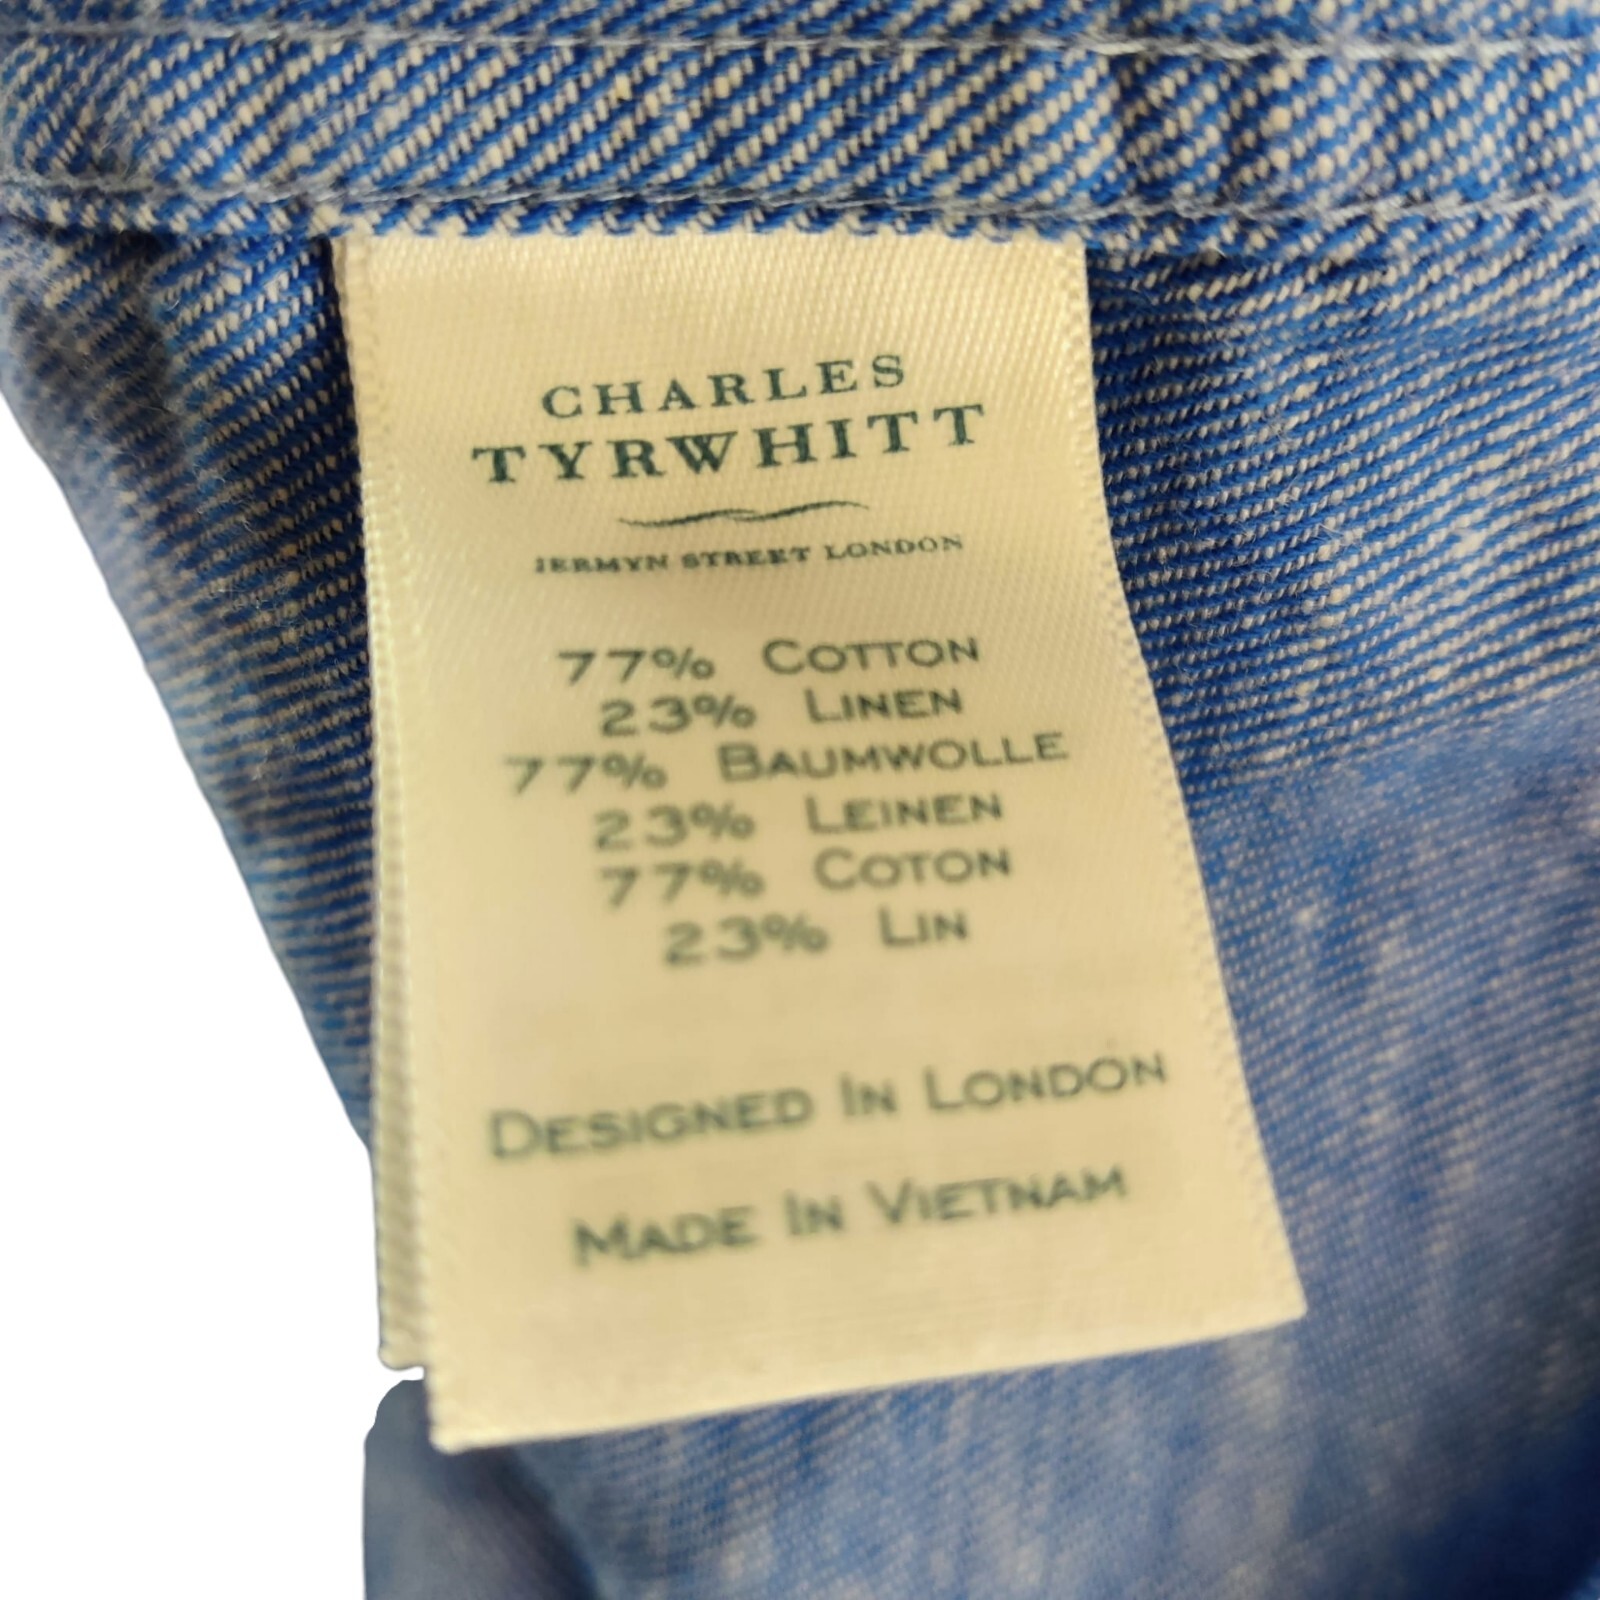 CHARLES
TYRWHITT
JERMYN STREET LONDON
77% COTTON
23% LINEN
77% BAUMWOLLE
23% LEINEN
77% COTON
23% LIN
DESIGNED IN LONDON
MADE IN VIETNAM